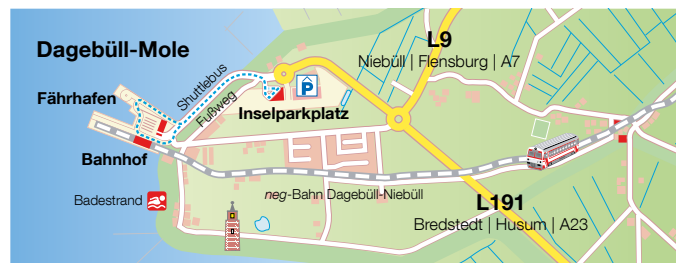 Dagebüll-Mole
L9
Niebüll | Flensburg | A7
Shuttlebus
Fußweg
P
Fährhafen
Inselparkplatz
Bahnhof
Badestrand
neg-Bahn Dagebüll-Niebüll
L191
Bredstedt | Husum | A23